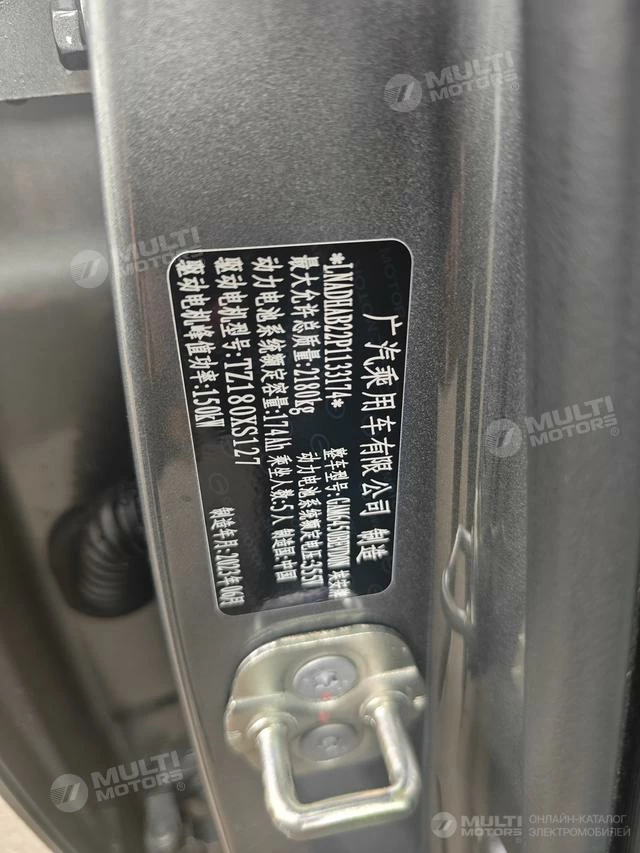 广汽乘用车有限公司 制造
*LNADHAB22P1133174* 整车型号:
最大允许总质量:2180kg 动力电池系统额定电压:355V
动力电池系统额定容量:174Ah 乘坐人数:5人 制造国:中国
驱动电机型号:TZ180XS127
驱动电机峰值功率:150kW 制造年月:2023年06月
MULTI
MOTORS®
MULTI
MOTORS®
MULTI
MOTORS®
MULTI
MOTORS®
MULTI
MOTORS®
ОНЛАЙН-КАТАЛОГ
ЭЛЕКТРОМОБИЛЕЙ